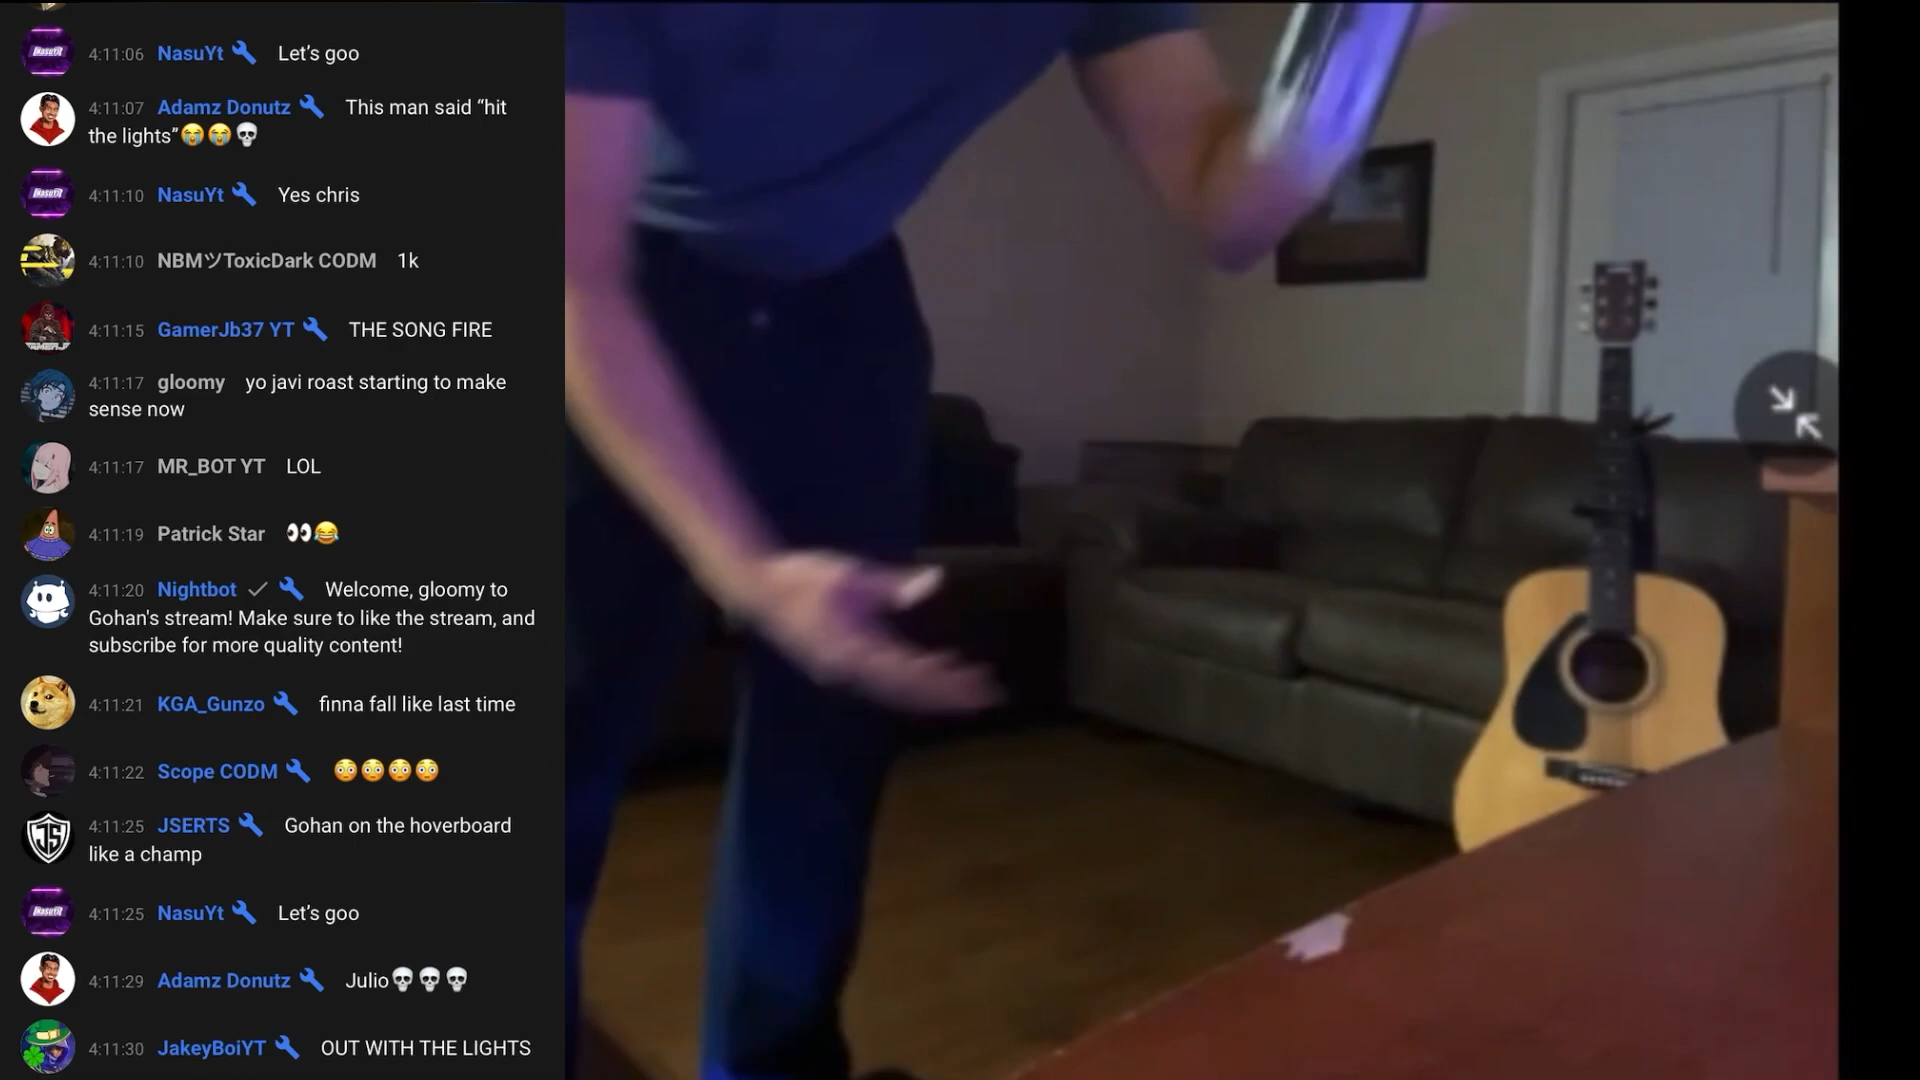 4:11:06 NasuYt Let's goo
4:11:07 Adamz Donutz This man said “hit
the lights”😭😭💀
4:11:10 NasuYt Yes chris
4:11:10 NBMツToxicDark CODM 1k
4:11:15 GamerJb37 YT THE SONG FIRE
4:11:17 gloomy yo javi roast starting to make
sense now
4:11:17 MR_BOT YT LOL
4:11:19 Patrick Star 👀😂
4:11:20 Nightbot Welcome, gloomy to
Gohan's stream! Make sure to like the stream, and
subscribe for more quality content!
4:11:21 KGA_Gunzo finna fall like last time
4:11:22 Scope CODM 😳😳😳😳
4:11:25 JSERTS Gohan on the hoverboard
like a champ
4:11:25 NasuYt Let's goo
4:11:29 Adamz Donutz Julio💀💀💀
4:11:30 JakeyBoiYT OUT WITH THE LIGHTS